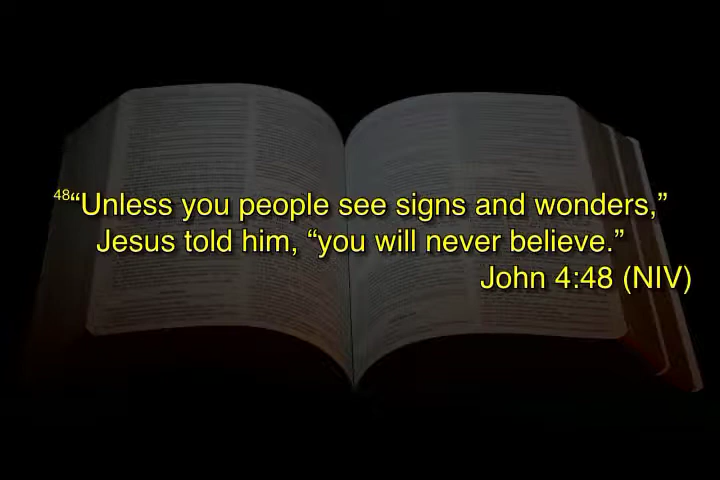 48“Unless you people see signs and wonders,”
Jesus told him, “you will never believe.”
John 4:48 (NIV)